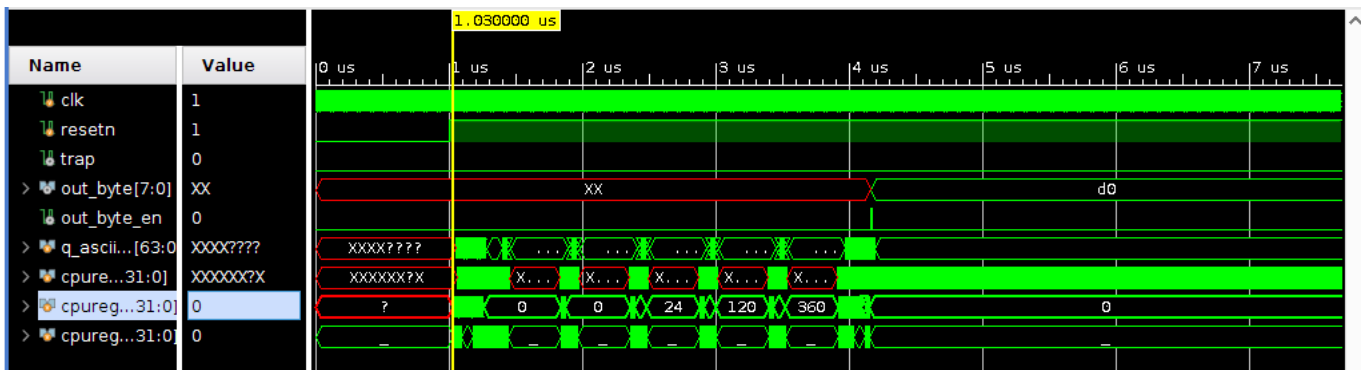 1.030000 us
Name Value |0 us |1 us |2 us |3 us |4 us |5 us |6 us |7 us
clk 1
resetn 1
trap 0
> out_byte[7:0] XX XX d0
out_byte_en 0
> q_ascii...[63:0 XXXX???? XXXX???? ... ... ... ... ...
> cpure...31:0] XXXXXX?X XXXXXX?X X... X... X... X... X...
> cpureg...31:0] 0 ? 0 0 24 120 360 0
> cpureg...31:0] 0 _ _ _ _ _ _ _